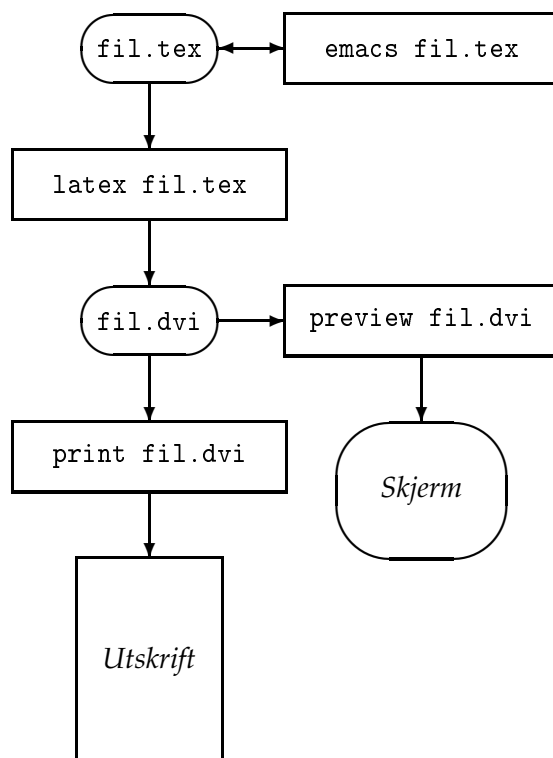 fil.tex
emacs fil.tex
latex fil.tex
fil.dvi
preview fil.dvi
print fil.dvi
Skjerm
Utskrift